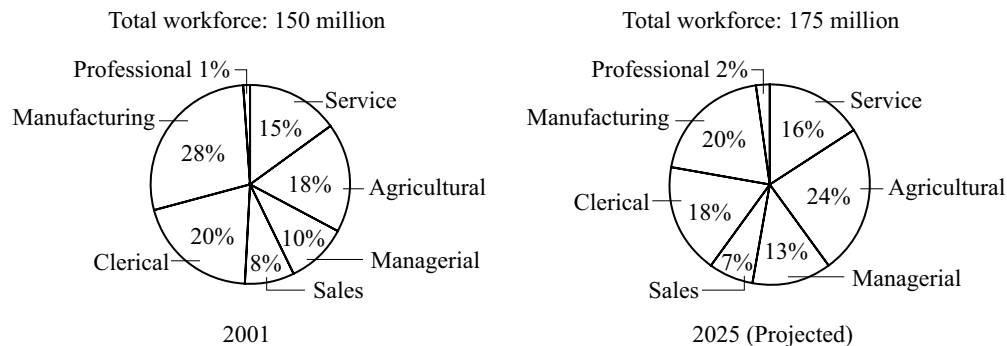 Total workforce: 150 million
Professional 1%
Service
Manufacturing
15%
28%
18%
Agricultural
20%
10%
Clerical
8%
Managerial
Sales
2001
Total workforce: 175 million
Professional 2%
Service
Manufacturing
16%
20%
24%
Agricultural
Clerical
18%
13%
7%
Managerial
Sales
2025 (Projected)